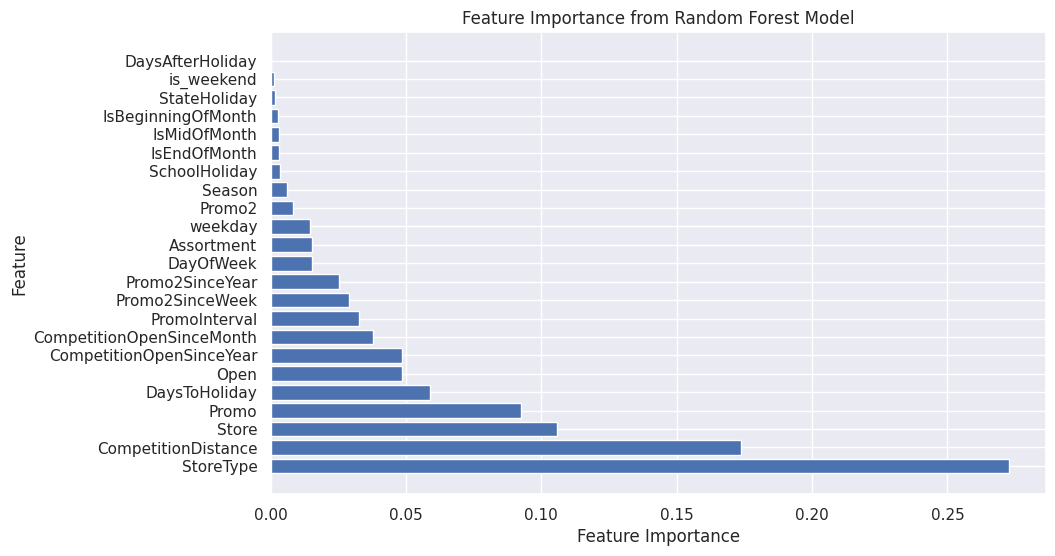 Feature Importance from Random Forest Model
Feature
DaysAfterHoliday
is_weekend
StateHoliday
IsBeginningOfMonth
IsMidOfMonth
IsEndOfMonth
SchoolHoliday
Season
Promo2
weekday
Assortment
DayOfWeek
Promo2SinceYear
Promo2SinceWeek
PromoInterval
CompetitionOpenSinceMonth
CompetitionOpenSinceYear
Open
DaysToHoliday
Promo
Store
CompetitionDistance
StoreType
0.00 0.05 0.10 0.15 0.20 0.25
Feature Importance